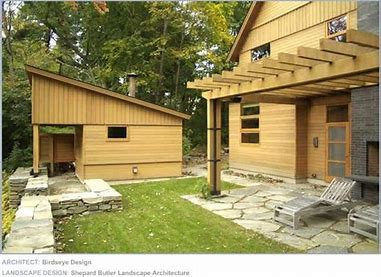 ARCHITECT: Birdseye Design
LANDSCAPE DESIGN: Shepard Butler Landscape Architecture